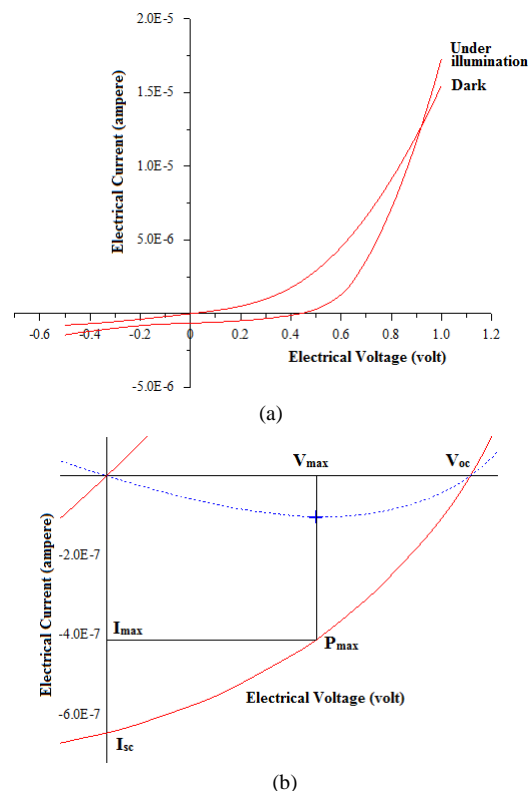 2.0E-5
Under
illumination
Dark
1.5E-5
1.0E-5
5.0E-6
Electrical Current (ampere)
-0.6
-0.4
-0.2
0
0.2
0.4
0.6
0.8
1.0
1.2
Electrical Voltage (volt)
-5.0E-6
(a)
Vmax
Voc
-2.0E-7
Electrical Current (ampere)
Imax
-4.0E-7
Pmax
Electrical Voltage (volt)
-6.0E-7
Isc
(b)